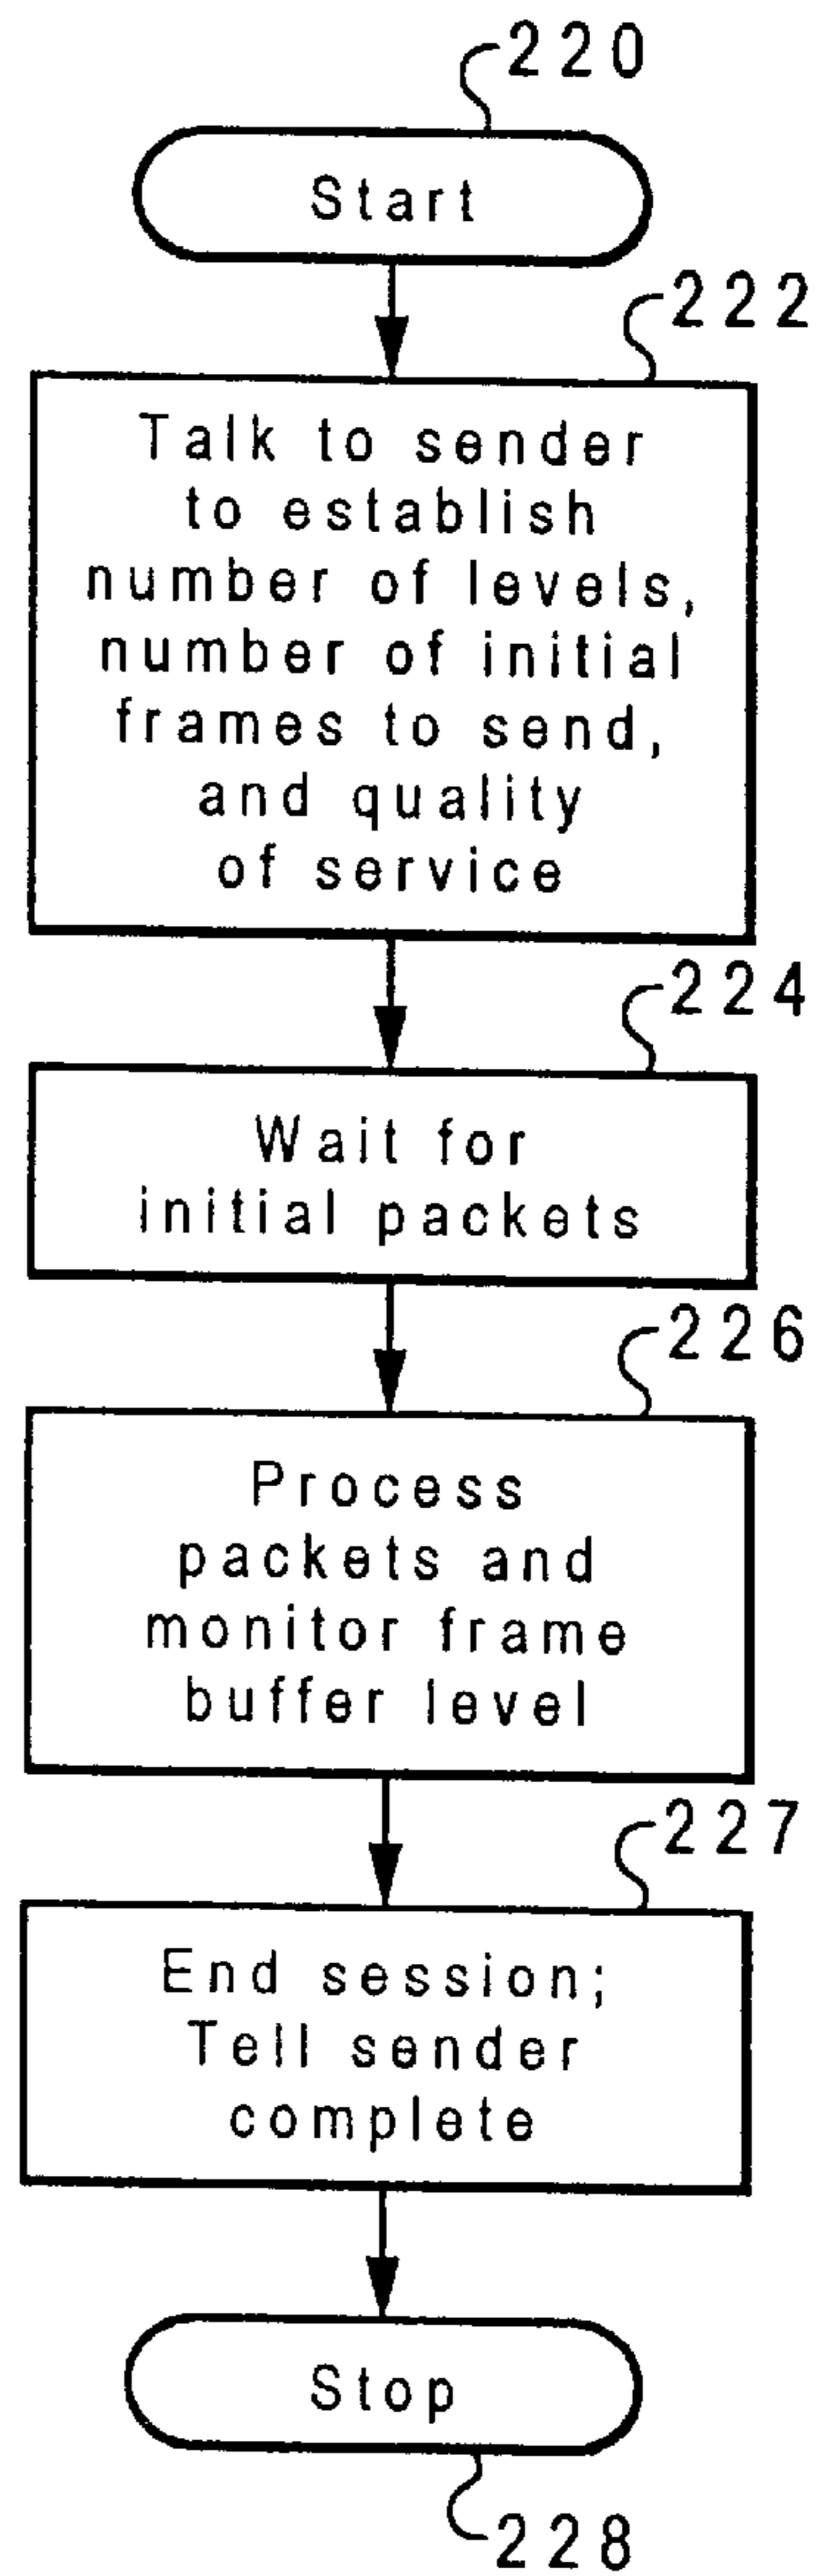 220
Start
222
Talk to sender
to establish
number of levels,
number of initial
frames to send,
and quality
of service
224
Wait for
initial packets
226
Process
packets and
monitor frame
buffer level
227
End session;
Tell sender
complete
Stop
228